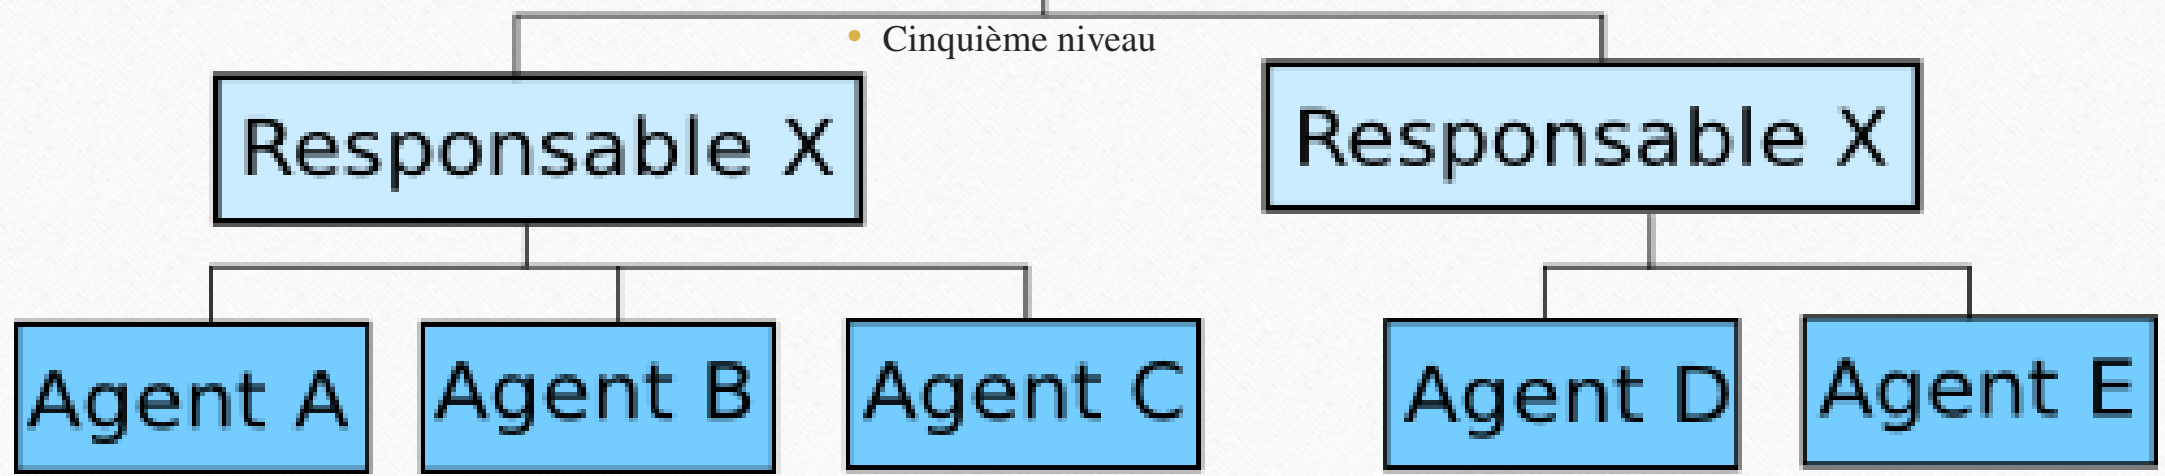 Cinquième niveau
Responsable X
Responsable X
Agent A
Agent B
Agent C
Agent D
Agent E